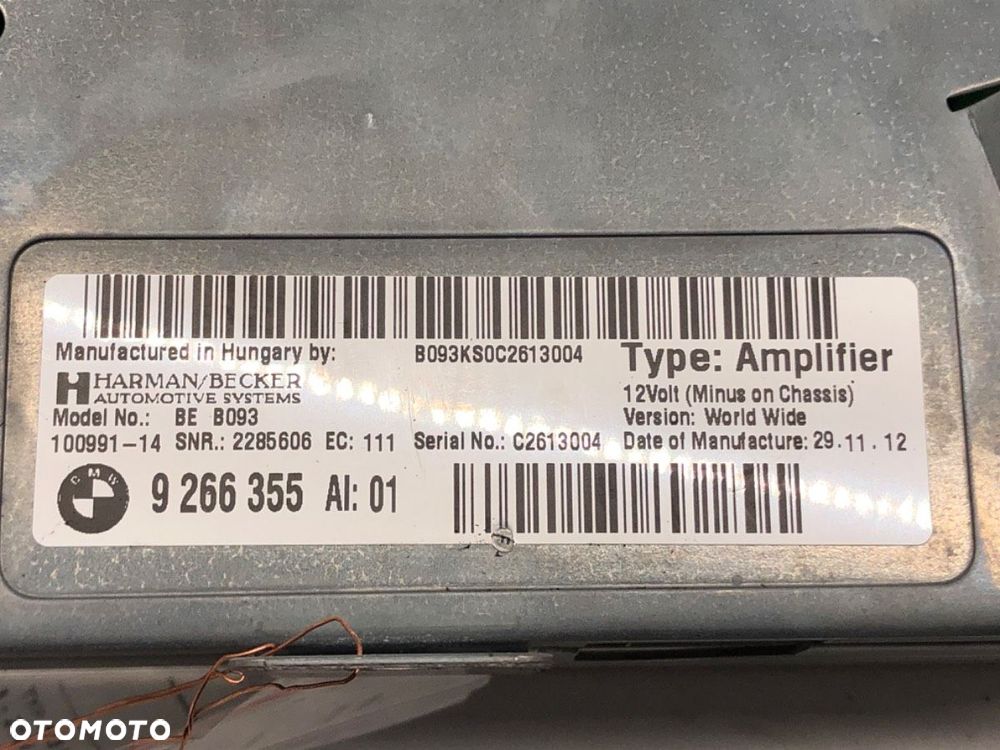 Manufactured in Hungary by:
B093KS0C2613004
Type: Amplifier
HARMAN/BECKER
AUTOMOTIVE SYSTEMS
12Volt (Minus on Chassis)
Model No.: BE B093
Version: World Wide
100991-14 SNR.: 2285606 EC: 111
Serial No.: C2613004
Date of Manufacture: 29.11.12
BMW
9 266 355 AI: 01
OTOMOTO